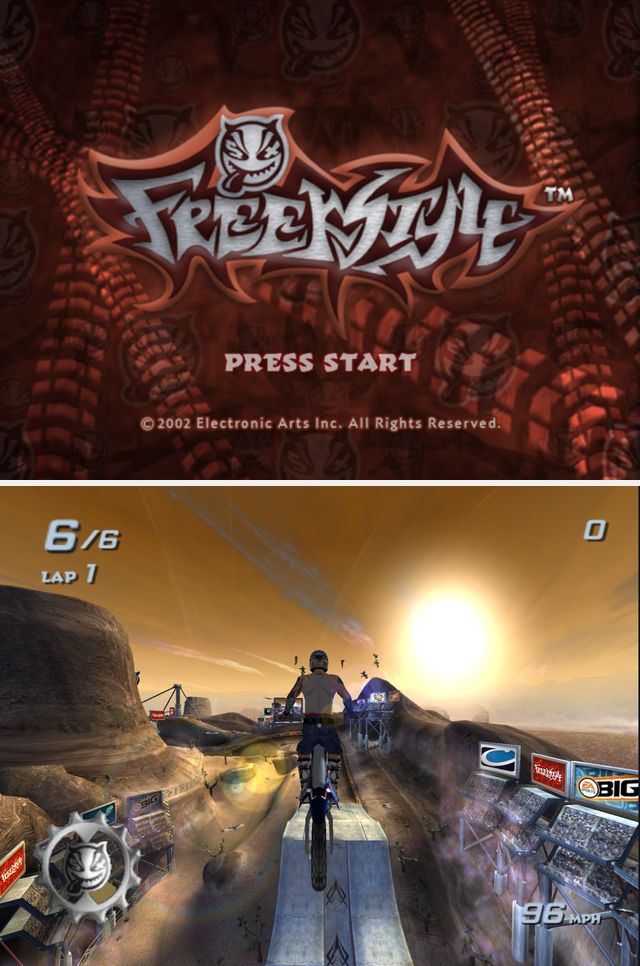 FREEKSTYLE™
PRESS START
©2002 Electronic Arts Inc. All Rights Reserved.
6/6
0
LAP 1
FREEKSTYLE
EA
BIG
BIG
96 MPH